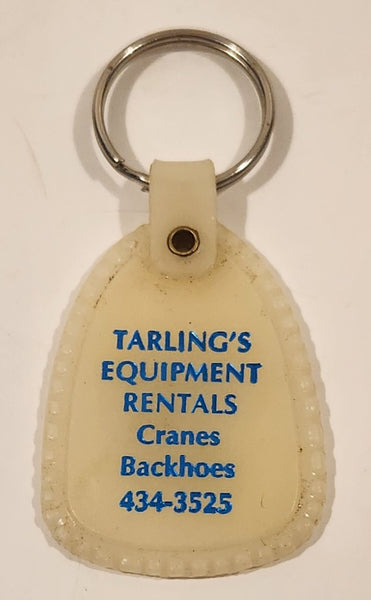 TARLING'S
EQUIPMENT
RENTALS
Cranes
Backhoes
434-3525